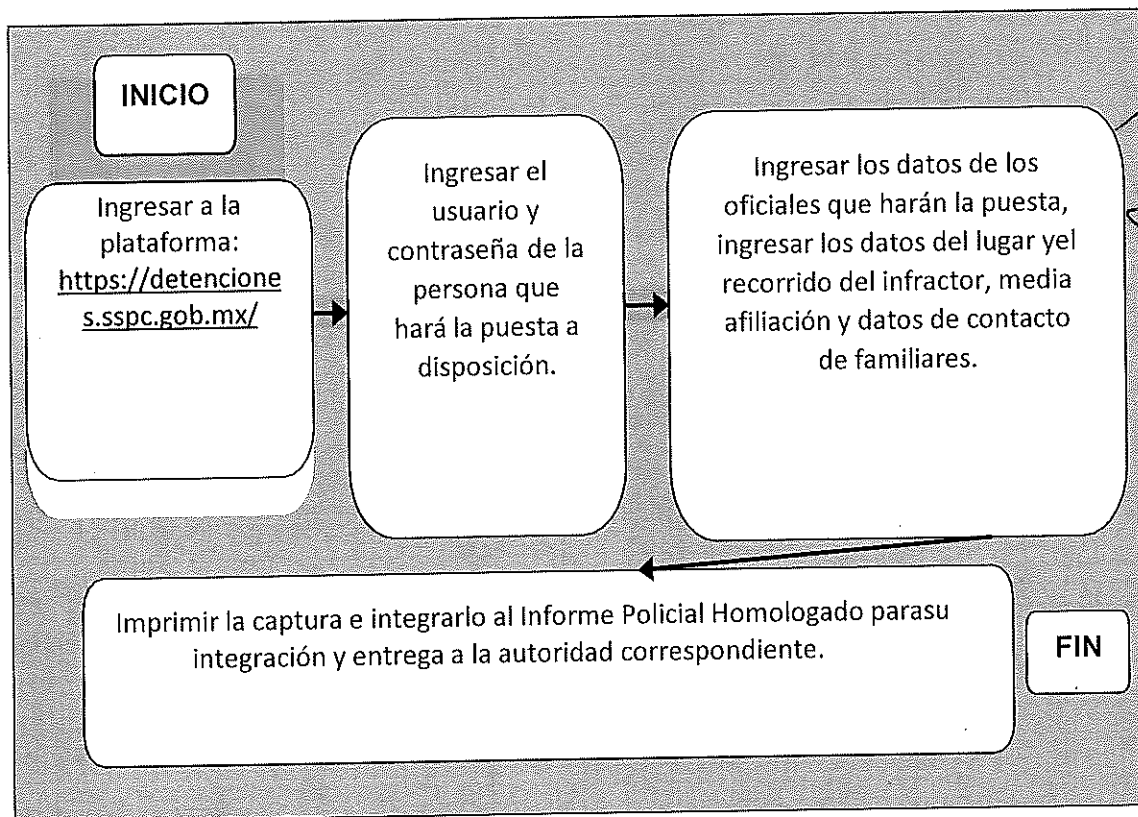 INICIO
Ingresar a la
plataforma:
https://detencione
s.sspc.gob.mx/
Ingresar el
usuario y
contraseña de la
persona que
hará la puesta a
disposición.
Ingresar los datos de los
oficiales que harán la puesta,
ingresar los datos del lugar yel
recorrido del infractor, media
afiliación y datos de contacto
de familiares.
Imprimir la captura e integrarlo al Informe Policial Homologado parasu
integración y entrega a la autoridad correspondiente.
FIN